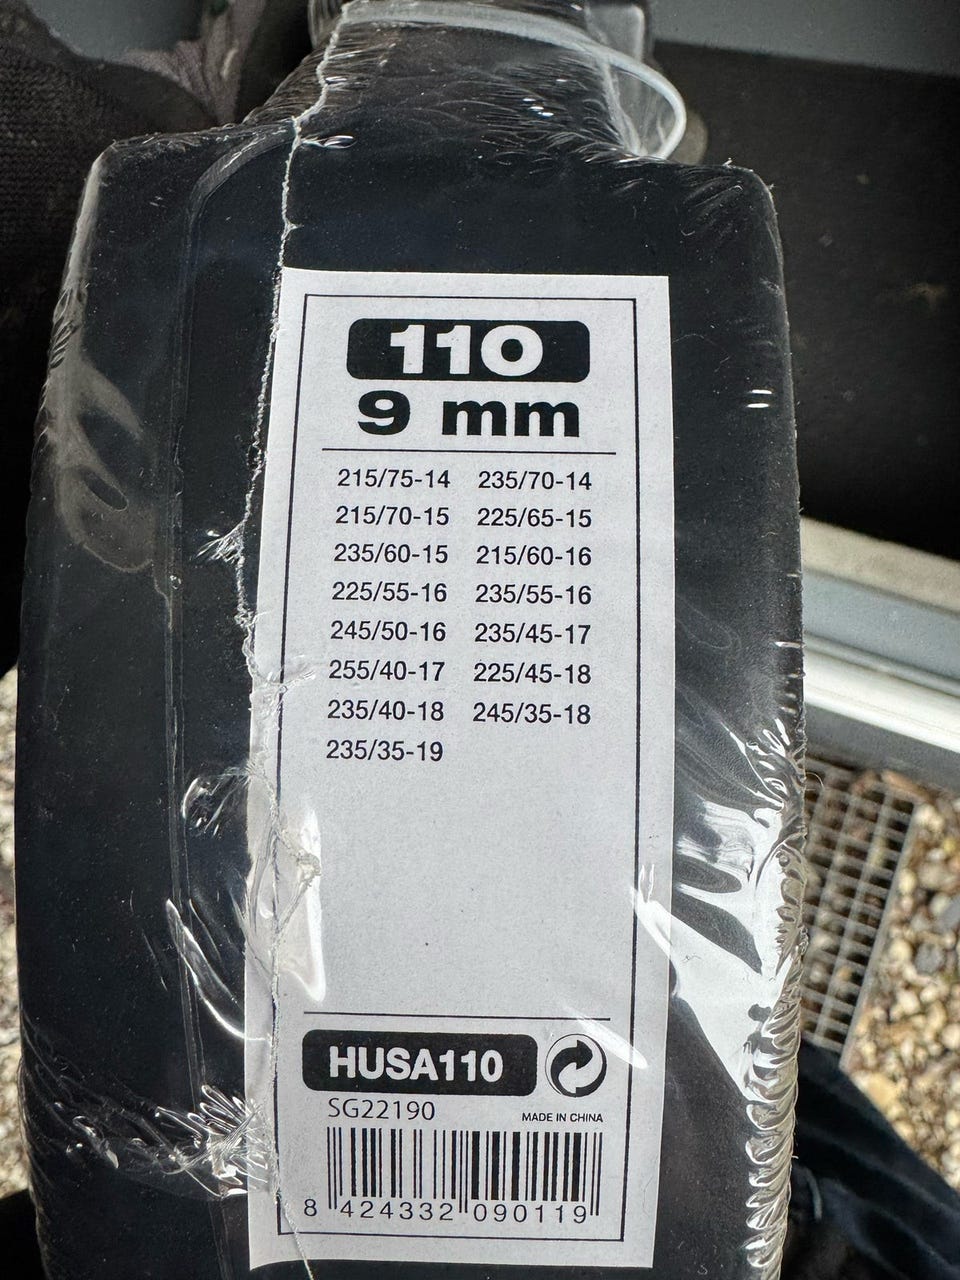 110
9 mm
215/75-14 235/70-14
215/70-15 225/65-15
235/60-15 215/60-16
225/55-16 235/55-16
245/50-16 235/45-17
255/40-17 225/45-18
235/40-18 245/35-18
235/35-19
HUSA110
SG22190 MADE IN CHINA
8 424332 090119